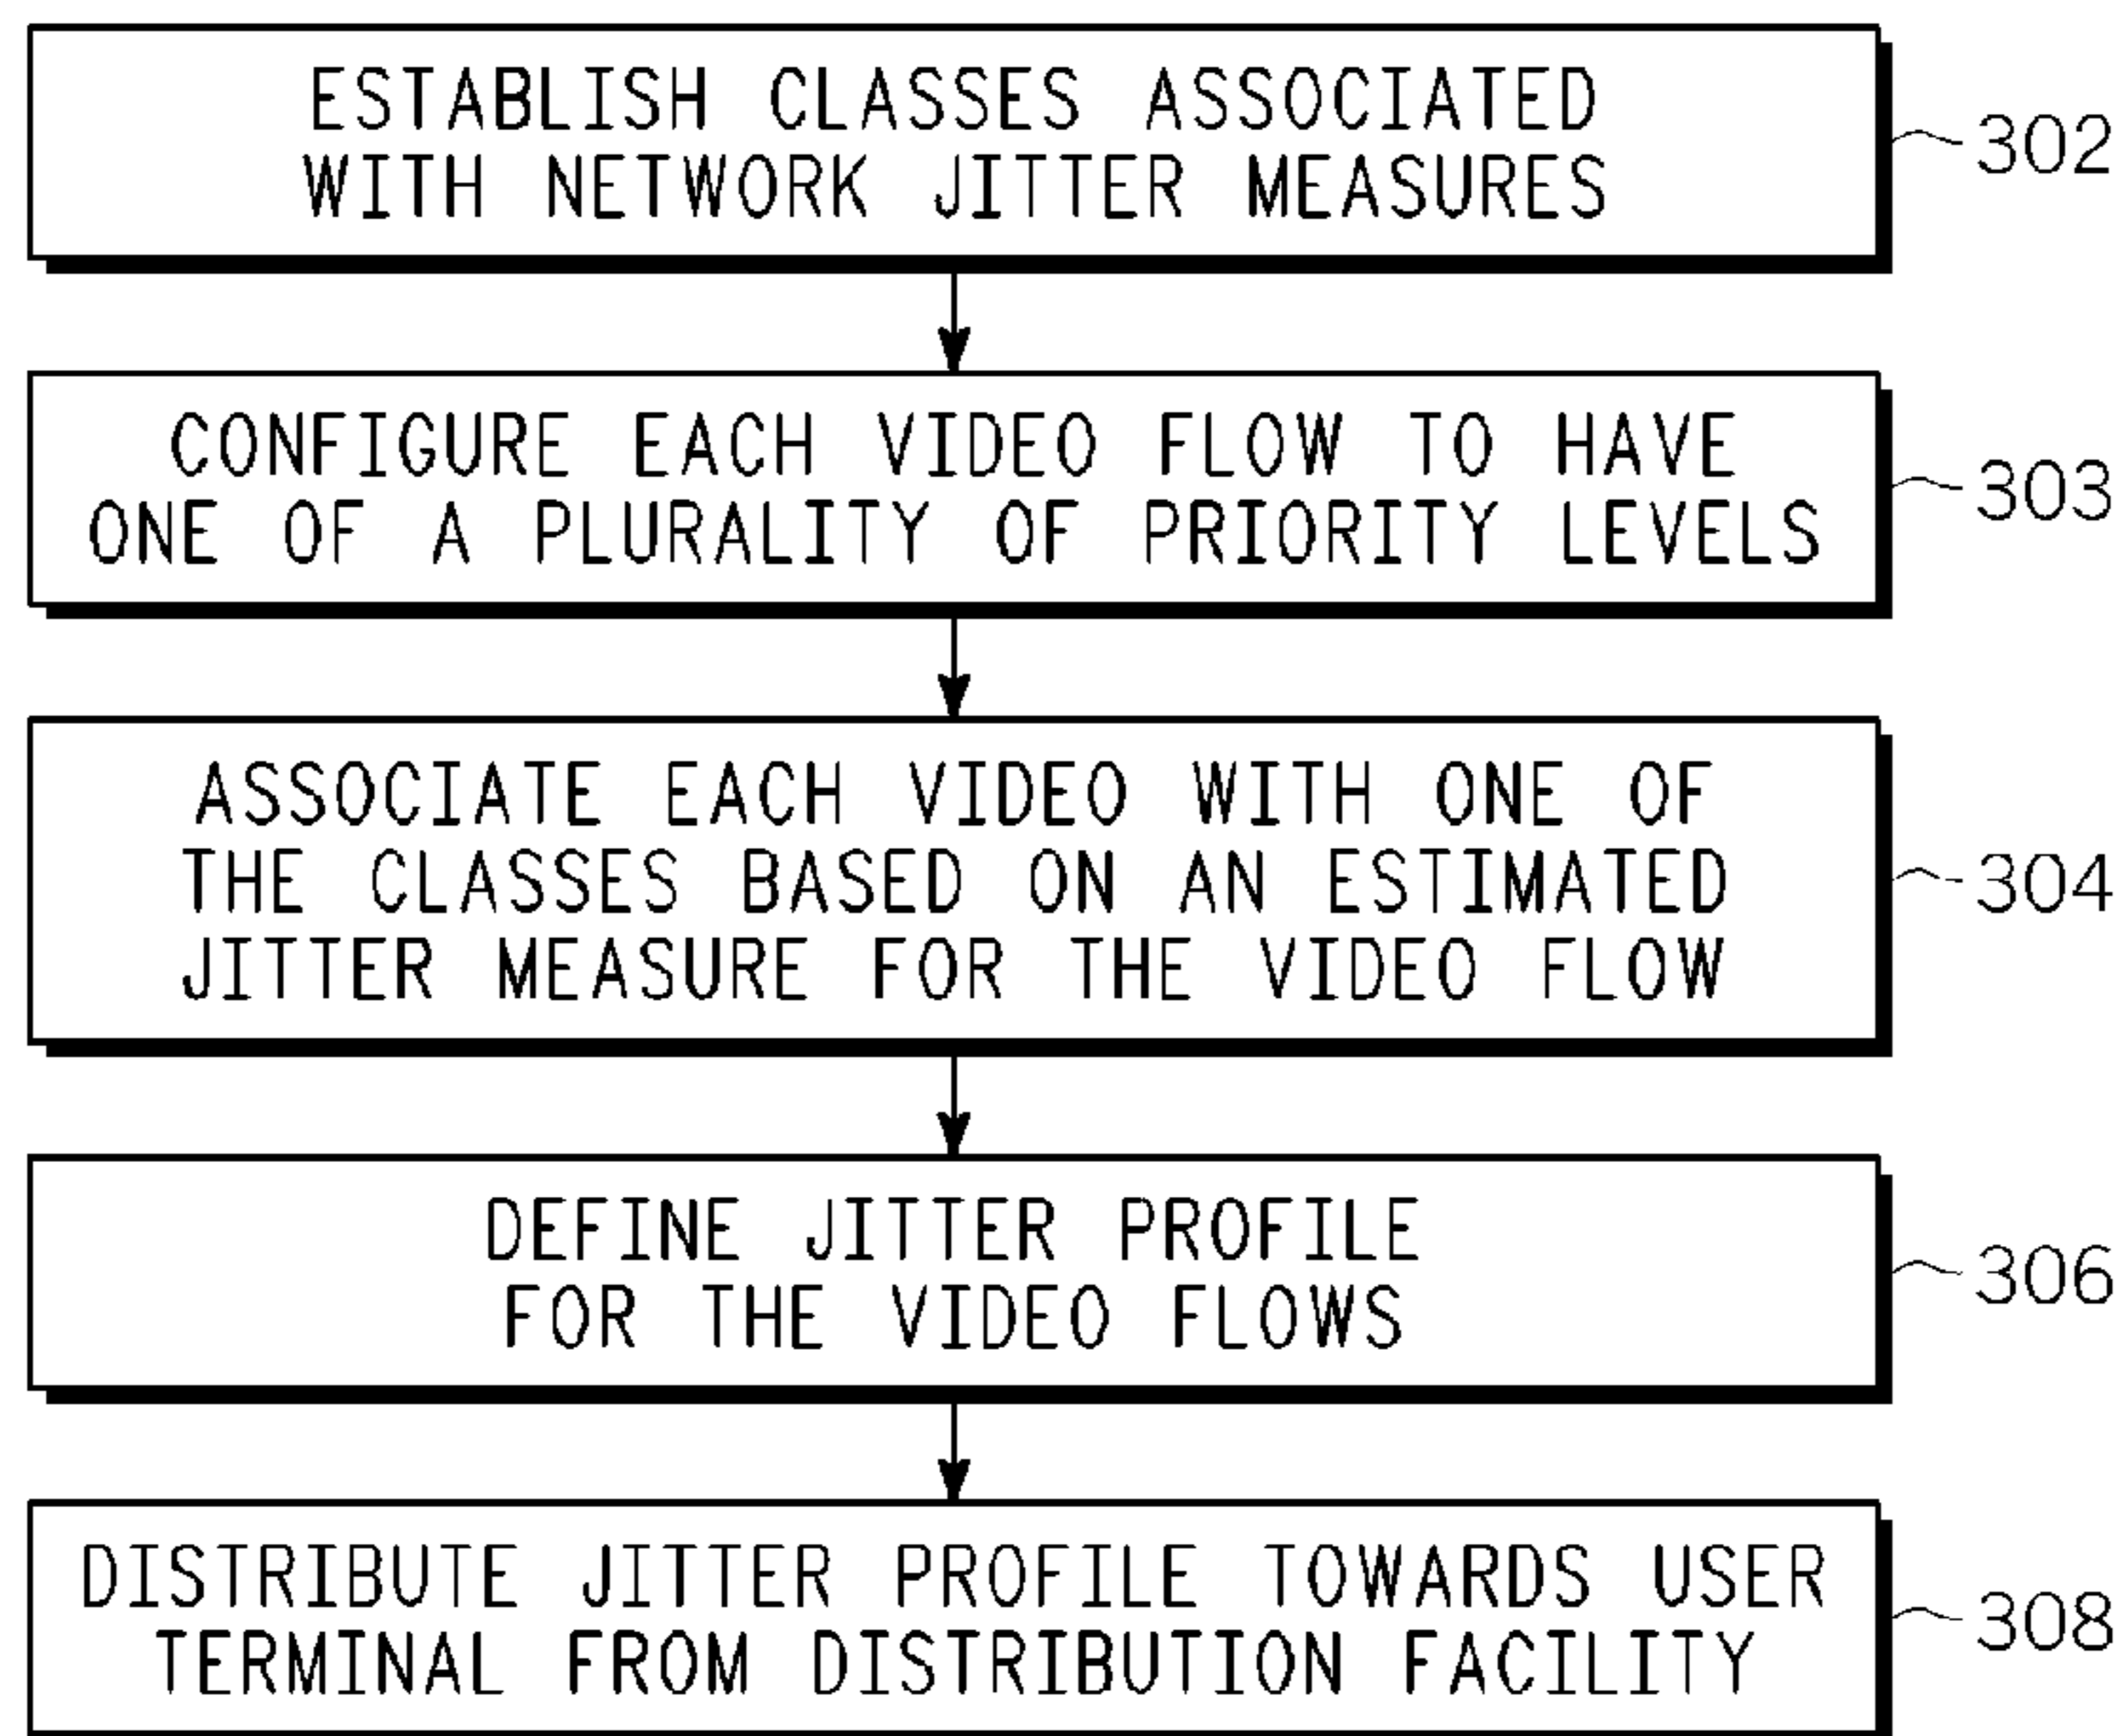 ESTABLISH CLASSES ASSOCIATED
WITH NETWORK JITTER MEASURES
302
CONFIGURE EACH VIDEO FLOW TO HAVE
ONE OF A PLURALITY OF PRIORITY LEVELS
303
ASSOCIATE EACH VIDEO WITH ONE OF
THE CLASSES BASED ON AN ESTIMATED
JITTER MEASURE FOR THE VIDEO FLOW
304
DEFINE JITTER PROFILE
FOR THE VIDEO FLOWS
306
DISTRIBUTE JITTER PROFILE TOWARDS USER
TERMINAL FROM DISTRIBUTION FACILITY
308